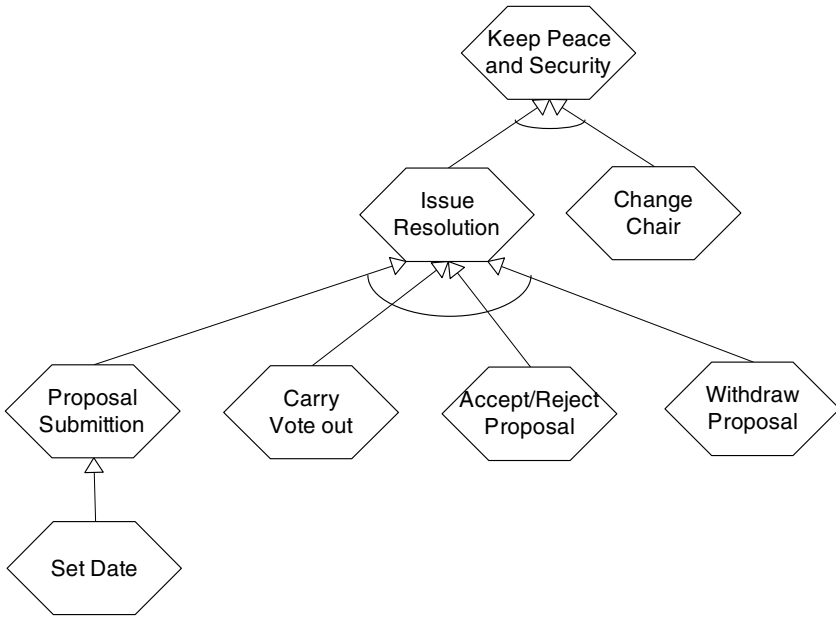 Keep Peace
and Security
Issue
Resolution
Change
Chair
Proposal
Submittion
Carry
Vote out
Accept/Reject
Proposal
Withdraw
Proposal
Set Date